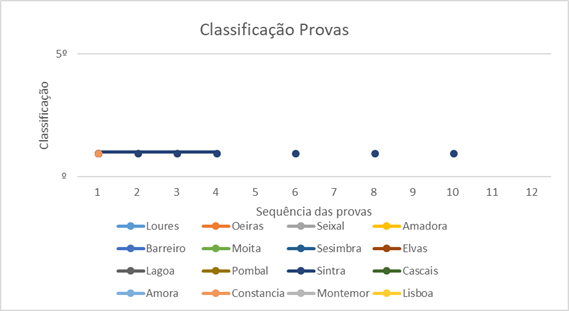 Classificação Provas
5º
º
Classificação
1 2 3 4 5 6 7 8 9 10 11 12
Sequência das provas
Loures Oeiras Seixal Amadora
Barreiro Moita Sesimbra Elvas
Lagoa Pombal Sintra Cascais
Amora Constancia Montemor Lisboa